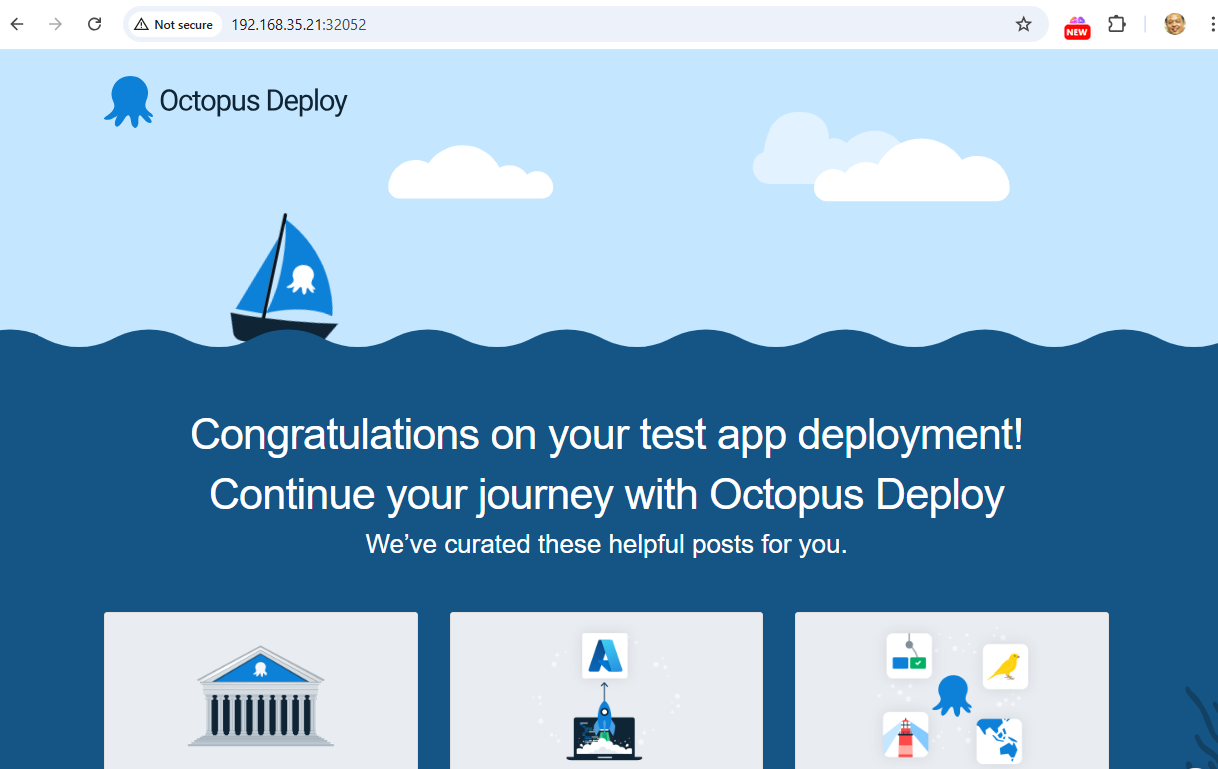 Not secure 192.168.35.21:32052
NEW
Octopus Deploy
Congratulations on your test app deployment!
Continue your journey with Octopus Deploy
We’ve curated these helpful posts for you.